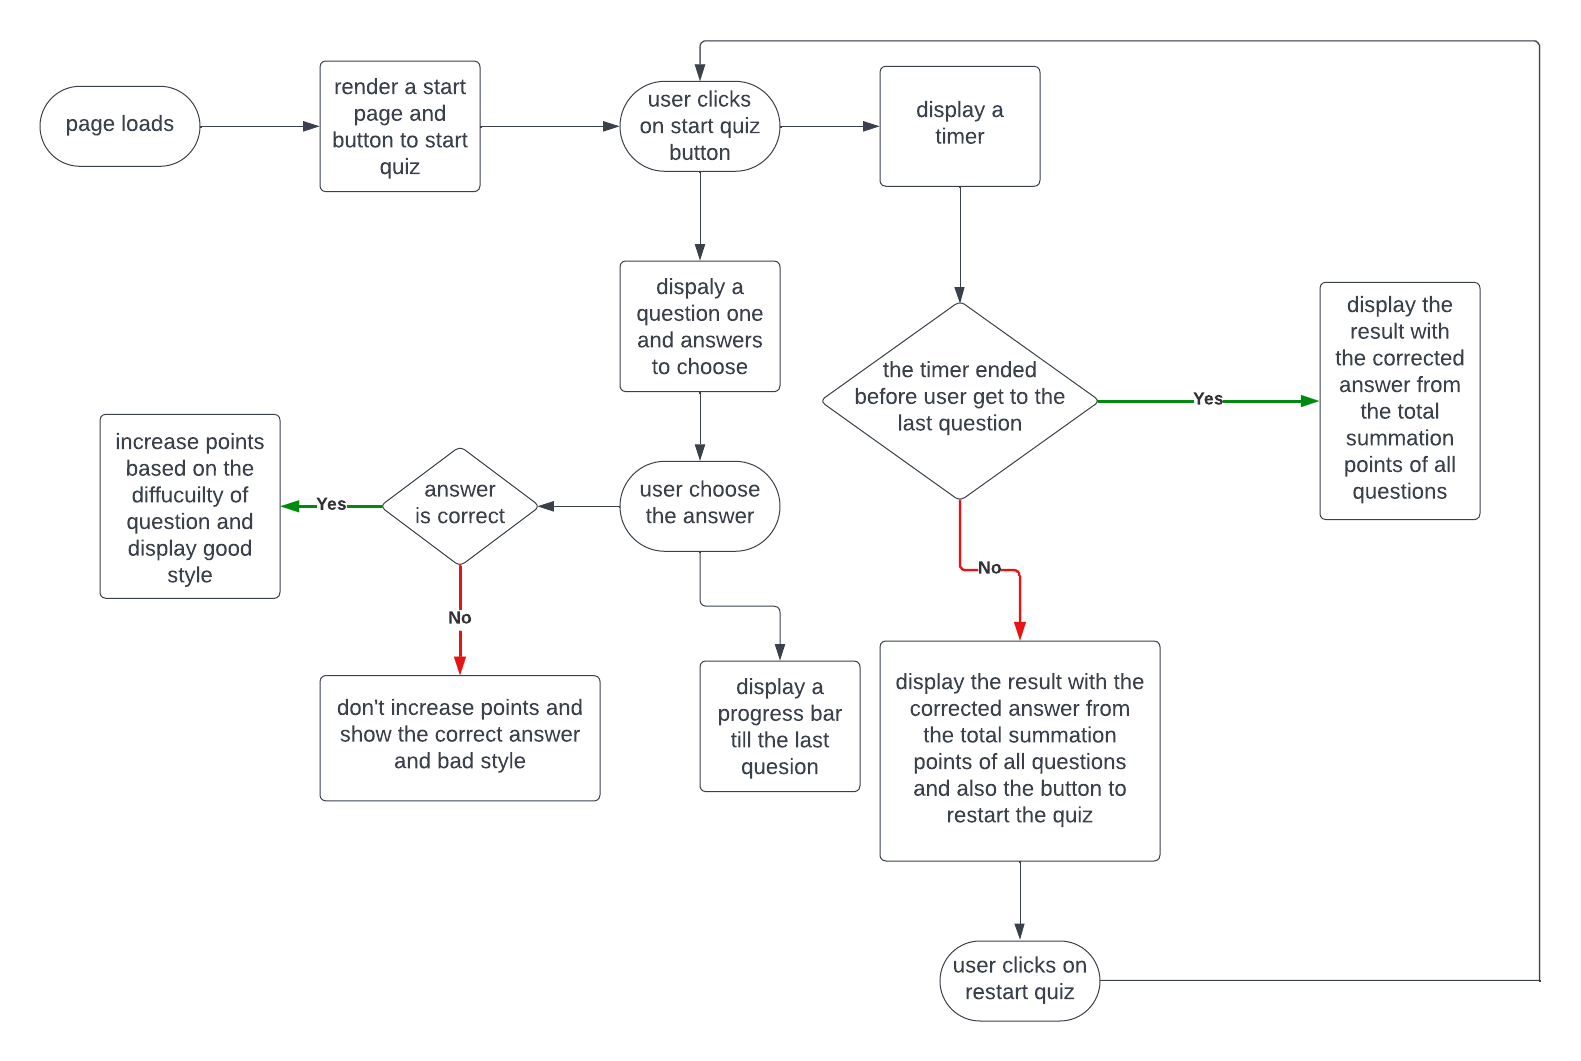 page loads
render a start
page and
button to start
quiz
user clicks
on start quiz
button
display a
timer
dispaly a
question one
and answers
to choose
the timer ended
before user get to the
last question
Yes
display the
result with
the corrected
answer from
the total
summation
points of all
questions
increase points
based on the
diffucuilty of
question and
display good
style
Yes
answer
is correct
user choose
the answer
No
No
don't increase points and
show the correct answer
and bad style
display a
progress bar
till the last
quesion
display the result with the
corrected answer from
the total summation
points of all questions
and also the button to
restart the quiz
user clicks on
restart quiz